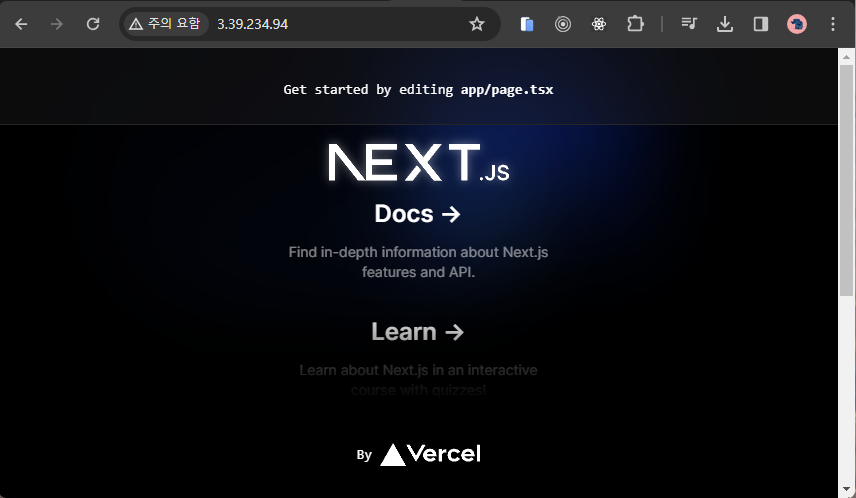 주의 요함 3.39.234.94
Get started by editing app/page.tsx
NEXT.JS
Docs ->
Find in-depth information about Next.js
features and API.
Learn ->
Learn about Next.js in an interactive
course with quizzes!
By Vercel